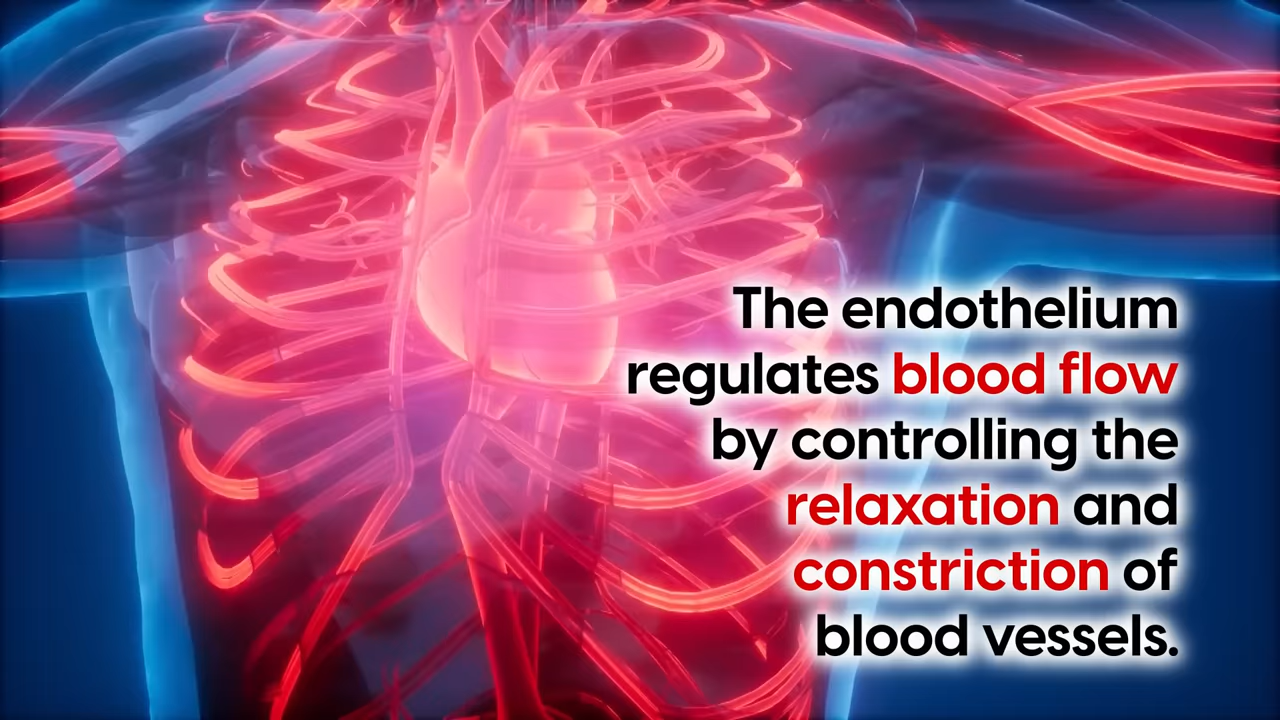 The endothelium
regulates blood flow
by controlling the
relaxation and
constriction of
blood vessels.